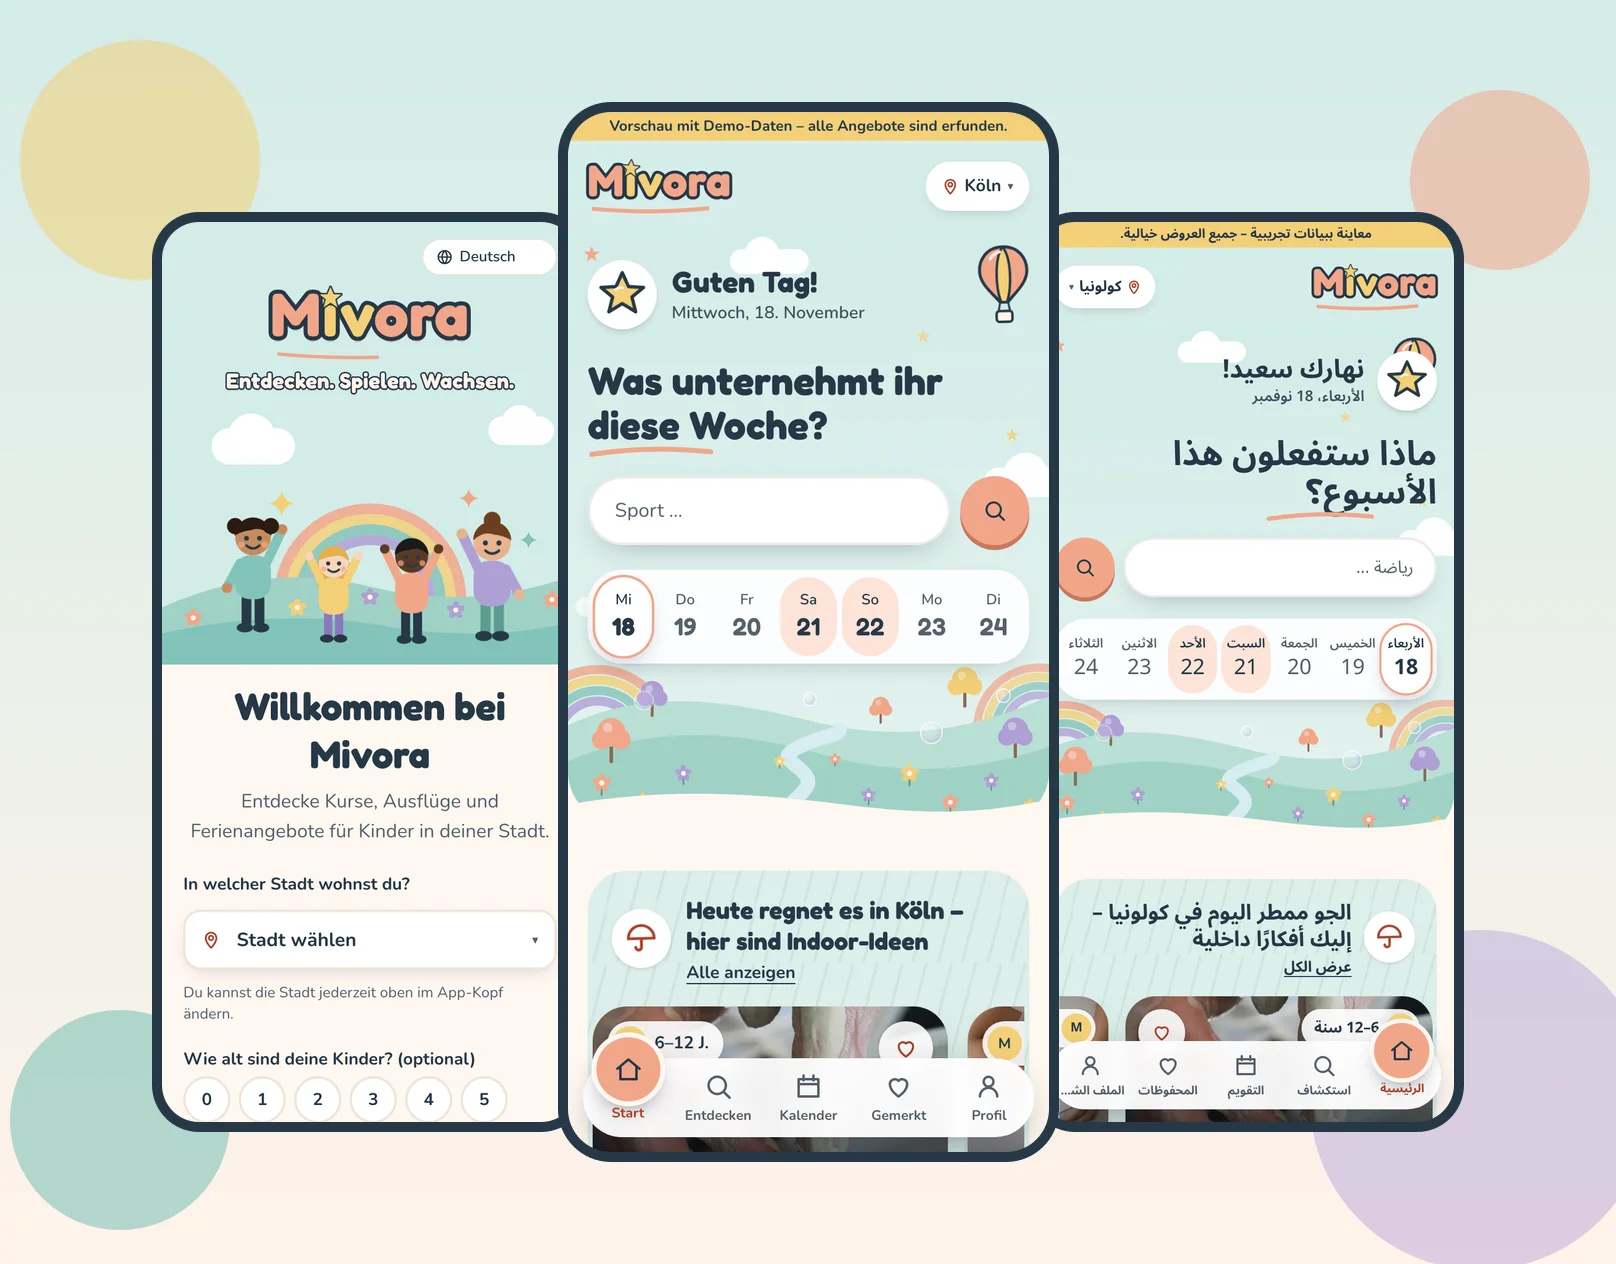 Deutsch
Mivora
Entdecken. Spielen. Wachsen.
Willkommen bei
Mivora
Entdecke Kurse, Ausflüge und
Ferienangebote für Kinder in deiner Stadt.
In welcher Stadt wohnst du?
Stadt wählen
Du kannst die Stadt jederzeit oben im App-Kopf
ändern.
Wie alt sind deine Kinder? (optional)
0 1 2 3 4 5
Vorschau mit Demo-Daten – alle Angebote sind erfunden.
Mivora
Köln
Guten Tag!
Mittwoch, 18. November
Was unternehmt ihr
diese Woche?
Sport ...
Mi Do Fr Sa So Mo Di
18 19 20 21 22 23 24
Heute regnet es in Köln –
hier sind Indoor-Ideen
Alle anzeigen
6–12 J.
M
Start Entdecken Kalender Gemerkt Profil
معاينة ببيانات تجريبية – جميع العروض خيالية.
Mivora
كولونيا
نهارك سعيد!
الأربعاء، 18 نوفمبر
ماذا ستفعلون هذا
الأسبوع؟
رياضة ...
الأربعاء الخميس الجمعة السبت الأحد الاثنين الثلاثاء
18 19 20 21 22 23 24
الجو ممطر اليوم في كولونيا –
إليك أفكارًا داخلية
عرض الكل
6–12 سنة
M
الرئيسية استكشاف التقويم المحفوظات الملف الشـ...